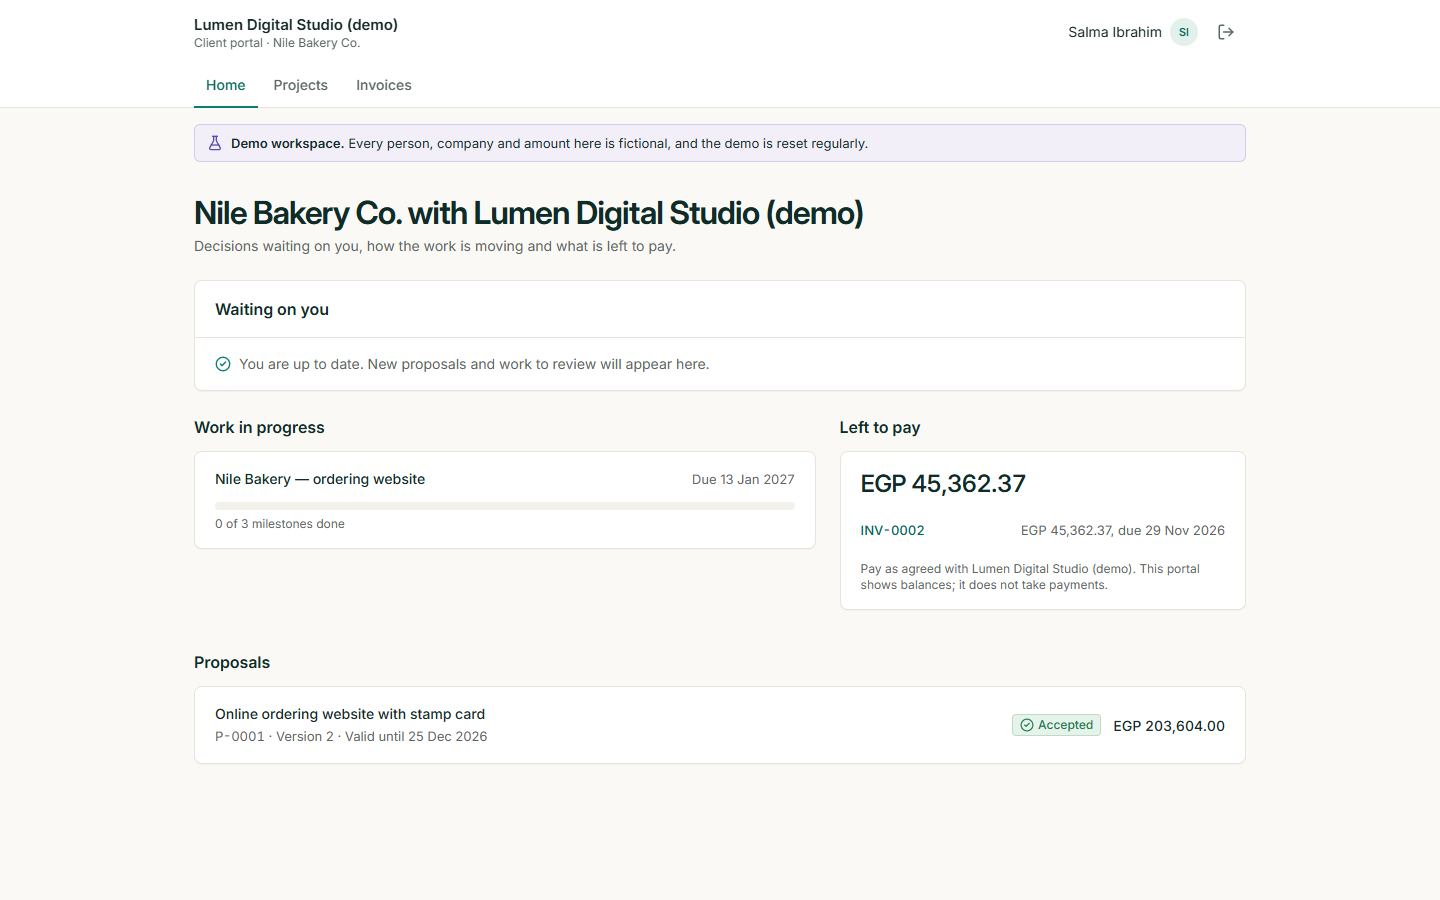 Lumen Digital Studio (demo)
Client portal · Nile Bakery Co.
Salma Ibrahim SI
Home Projects Invoices
Demo workspace. Every person, company and amount here is fictional, and the demo is reset regularly.
Nile Bakery Co. with Lumen Digital Studio (demo)
Decisions waiting on you, how the work is moving and what is left to pay.
Waiting on you
You are up to date. New proposals and work to review will appear here.
Work in progress
Nile Bakery — ordering website Due 13 Jan 2027
0 of 3 milestones done
Left to pay
EGP 45,362.37
INV-0002 EGP 45,362.37, due 29 Nov 2026
Pay as agreed with Lumen Digital Studio (demo). This portal
shows balances; it does not take payments.
Proposals
Online ordering website with stamp card
P-0001 · Version 2 · Valid until 25 Dec 2026
Accepted EGP 203,604.00